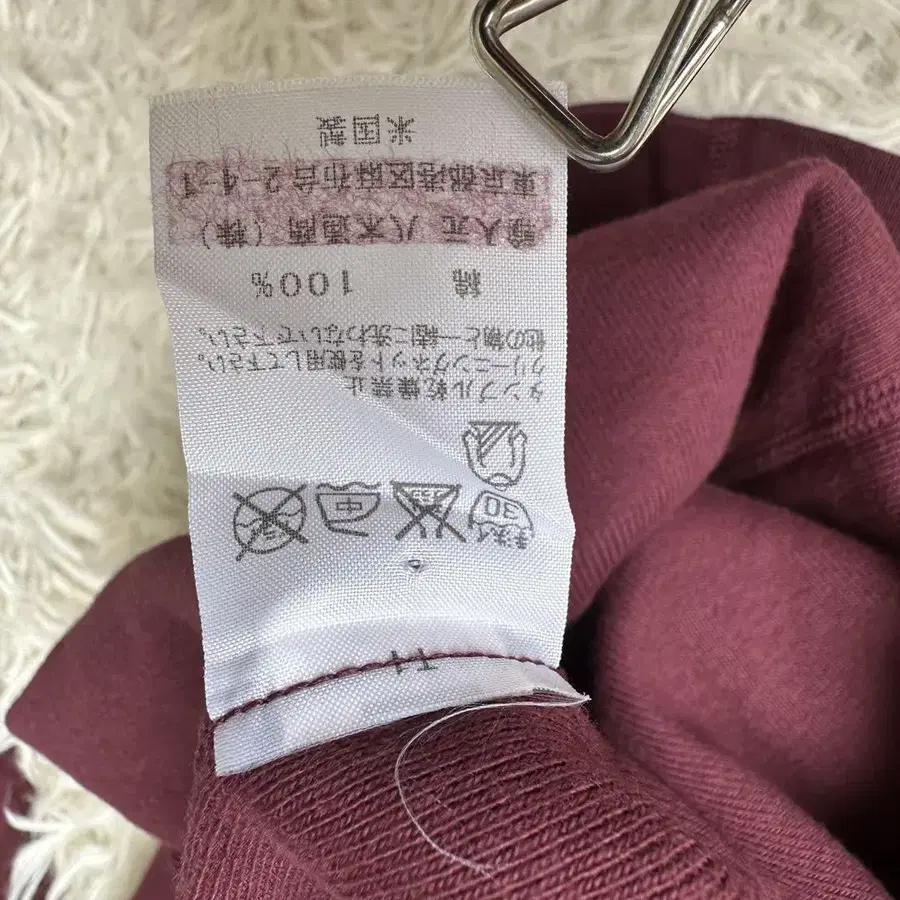 30
中
タンブル乾燥禁止
クリーニングネットを使用して下さい。
他の物と一緒に洗わないで下さい。
綿 100%
輸入元 八木通商(株)
東京都港区麻布台 2-4-1
米国製